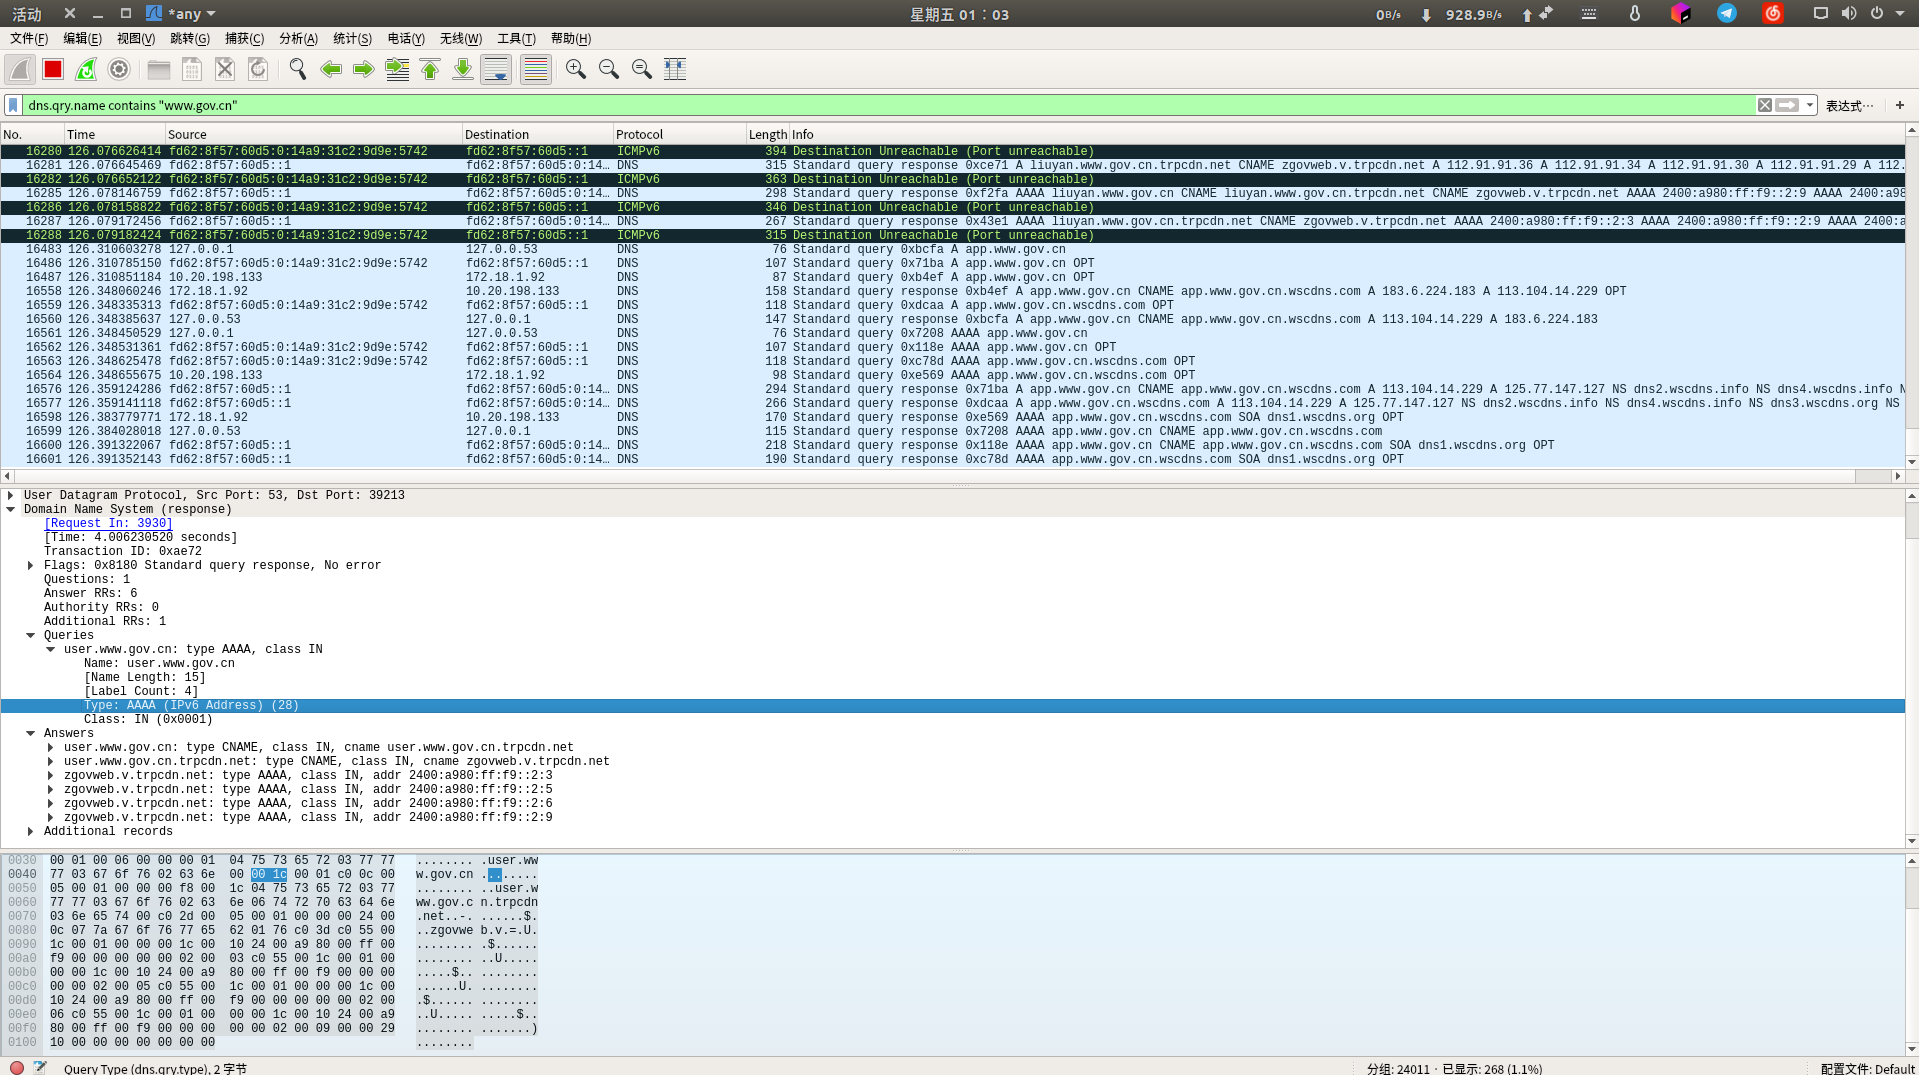 活动 *any 星期五 01：03 0B/s 928.9B/s
文件(F) 编辑(E) 视图(V) 跳转(G) 捕获(C) 分析(A) 统计(S) 电话(Y) 无线(W) 工具(T) 帮助(H)
dns.qry.name contains "www.gov.cn" 表达式… +
No. Time Source Destination Protocol Length Info
16280 126.076626414 fd62:8f57:60d5:0:14a9:31c2:9d9e:5742 fd62:8f57:60d5::1 ICMPv6 394 Destination Unreachable (Port unreachable)
16281 126.076645469 fd62:8f57:60d5::1 fd62:8f57:60d5:0:14… DNS 315 Standard query response 0xce71 A liuyan.www.gov.cn.trpcdn.net CNAME zgovweb.v.trpcdn.net A 112.91.91.36 A 112.91.91.34 A 112.91.91.30 A 112.91.91.29 A 112.
16282 126.076652122 fd62:8f57:60d5:0:14a9:31c2:9d9e:5742 fd62:8f57:60d5::1 ICMPv6 363 Destination Unreachable (Port unreachable)
16285 126.078146759 fd62:8f57:60d5::1 fd62:8f57:60d5:0:14… DNS 298 Standard query response 0xf2fa AAAA liuyan.www.gov.cn CNAME liuyan.www.gov.cn.trpcdn.net CNAME zgovweb.v.trpcdn.net AAAA 2400:a980:ff:f9::2:9 AAAA 2400:a98
16286 126.078158822 fd62:8f57:60d5:0:14a9:31c2:9d9e:5742 fd62:8f57:60d5::1 ICMPv6 346 Destination Unreachable (Port unreachable)
16287 126.079172456 fd62:8f57:60d5::1 fd62:8f57:60d5:0:14… DNS 267 Standard query response 0x43e1 AAAA liuyan.www.gov.cn.trpcdn.net CNAME zgovweb.v.trpcdn.net AAAA 2400:a980:ff:f9::2:3 AAAA 2400:a980:ff:f9::2:9 AAAA 2400:a
16288 126.079182424 fd62:8f57:60d5:0:14a9:31c2:9d9e:5742 fd62:8f57:60d5::1 ICMPv6 315 Destination Unreachable (Port unreachable)
16483 126.310603278 127.0.0.1 127.0.0.53 DNS 76 Standard query 0xbcfa A app.www.gov.cn
16486 126.310785150 fd62:8f57:60d5:0:14a9:31c2:9d9e:5742 fd62:8f57:60d5::1 DNS 107 Standard query 0x71ba A app.www.gov.cn OPT
16487 126.310851184 10.20.198.133 172.18.1.92 DNS 87 Standard query 0xb4ef A app.www.gov.cn OPT
16558 126.348060246 172.18.1.92 10.20.198.133 DNS 158 Standard query response 0xb4ef A app.www.gov.cn CNAME app.www.gov.cn.wscdns.com A 183.6.224.183 A 113.104.14.229 OPT
16559 126.348335313 fd62:8f57:60d5:0:14a9:31c2:9d9e:5742 fd62:8f57:60d5::1 DNS 118 Standard query 0xdcaa A app.www.gov.cn.wscdns.com OPT
16560 126.348385637 127.0.0.53 127.0.0.1 DNS 147 Standard query response 0xbcfa A app.www.gov.cn CNAME app.www.gov.cn.wscdns.com A 113.104.14.229 A 183.6.224.183
16561 126.348450529 127.0.0.1 127.0.0.53 DNS 76 Standard query 0x7208 AAAA app.www.gov.cn
16562 126.348531361 fd62:8f57:60d5:0:14a9:31c2:9d9e:5742 fd62:8f57:60d5::1 DNS 107 Standard query 0x118e AAAA app.www.gov.cn OPT
16563 126.348625478 fd62:8f57:60d5:0:14a9:31c2:9d9e:5742 fd62:8f57:60d5::1 DNS 118 Standard query 0xc78d AAAA app.www.gov.cn.wscdns.com OPT
16564 126.348655675 10.20.198.133 172.18.1.92 DNS 98 Standard query 0xe569 AAAA app.www.gov.cn.wscdns.com OPT
16576 126.359124286 fd62:8f57:60d5::1 fd62:8f57:60d5:0:14… DNS 294 Standard query response 0x71ba A app.www.gov.cn CNAME app.www.gov.cn.wscdns.com A 113.104.14.229 A 125.77.147.127 NS dns2.wscdns.info NS dns4.wscdns.info N
16577 126.359141118 fd62:8f57:60d5::1 fd62:8f57:60d5:0:14… DNS 266 Standard query response 0xdcaa A app.www.gov.cn.wscdns.com A 113.104.14.229 A 125.77.147.127 NS dns2.wscdns.info NS dns4.wscdns.info NS dns3.wscdns.org NS
16598 126.383779771 172.18.1.92 10.20.198.133 DNS 170 Standard query response 0xe569 AAAA app.www.gov.cn.wscdns.com SOA dns1.wscdns.org OPT
16599 126.384028018 127.0.0.53 127.0.0.1 DNS 115 Standard query response 0x7208 AAAA app.www.gov.cn CNAME app.www.gov.cn.wscdns.com
16600 126.391322067 fd62:8f57:60d5::1 fd62:8f57:60d5:0:14… DNS 218 Standard query response 0x118e AAAA app.www.gov.cn CNAME app.www.gov.cn.wscdns.com SOA dns1.wscdns.org OPT
16601 126.391352143 fd62:8f57:60d5::1 fd62:8f57:60d5:0:14… DNS 190 Standard query response 0xc78d AAAA app.www.gov.cn.wscdns.com SOA dns1.wscdns.org OPT
User Datagram Protocol, Src Port: 53, Dst Port: 39213
Domain Name System (response)
[Request In: 3930]
[Time: 4.006230520 seconds]
Transaction ID: 0xae72
Flags: 0x8180 Standard query response, No error
Questions: 1
Answer RRs: 6
Authority RRs: 0
Additional RRs: 1
Queries
user.www.gov.cn: type AAAA, class IN
Name: user.www.gov.cn
[Name Length: 15]
[Label Count: 4]
Type: AAAA (IPv6 Address) (28)
Class: IN (0x0001)
Answers
user.www.gov.cn: type CNAME, class IN, cname user.www.gov.cn.trpcdn.net
user.www.gov.cn.trpcdn.net: type CNAME, class IN, cname zgovweb.v.trpcdn.net
zgovweb.v.trpcdn.net: type AAAA, class IN, addr 2400:a980:ff:f9::2:3
zgovweb.v.trpcdn.net: type AAAA, class IN, addr 2400:a980:ff:f9::2:5
zgovweb.v.trpcdn.net: type AAAA, class IN, addr 2400:a980:ff:f9::2:6
zgovweb.v.trpcdn.net: type AAAA, class IN, addr 2400:a980:ff:f9::2:9
Additional records
0030 00 01 00 06 00 00 00 01 04 75 73 65 72 03 77 77 ........ .user.ww
0040 77 03 67 6f 76 02 63 6e 00 00 1c 00 01 c0 0c 00 w.gov.cn ........
0050 05 00 01 00 00 00 f8 00 1c 04 75 73 65 72 03 77 ........ ..user.w
0060 77 77 03 67 6f 76 02 63 6e 06 74 72 70 63 64 6e ww.gov.c n.trpcdn
0070 03 6e 65 74 00 c0 2d 00 05 00 01 00 00 00 24 00 .net..-. ......$.
0080 0c 07 7a 67 6f 76 77 65 62 01 76 c0 3d c0 55 00 ..zgovwe b.v.=.U.
0090 1c 00 01 00 00 00 1c 00 10 24 00 a9 80 00 ff 00 ........ .$......
00a0 f9 00 00 00 00 00 02 00 03 c0 55 00 1c 00 01 00 ........ ..U.....
00b0 00 00 1c 00 10 24 00 a9 80 00 ff 00 f9 00 00 00 .....$.. ........
00c0 00 00 02 00 05 c0 55 00 1c 00 01 00 00 00 1c 00 ......U. ........
00d0 10 24 00 a9 80 00 ff 00 f9 00 00 00 00 00 02 00 .$...... ........
00e0 06 c0 55 00 1c 00 01 00 00 00 1c 00 10 24 00 a9 ..U..... .....$..
00f0 80 00 ff 00 f9 00 00 00 00 00 02 00 09 00 00 29 ........ .......)
0100 10 00 00 00 00 00 00 00 ........
Query Type (dns.qry.type), 2 字节 分组: 24011 · 已显示: 268 (1.1%) 配置文件: Default